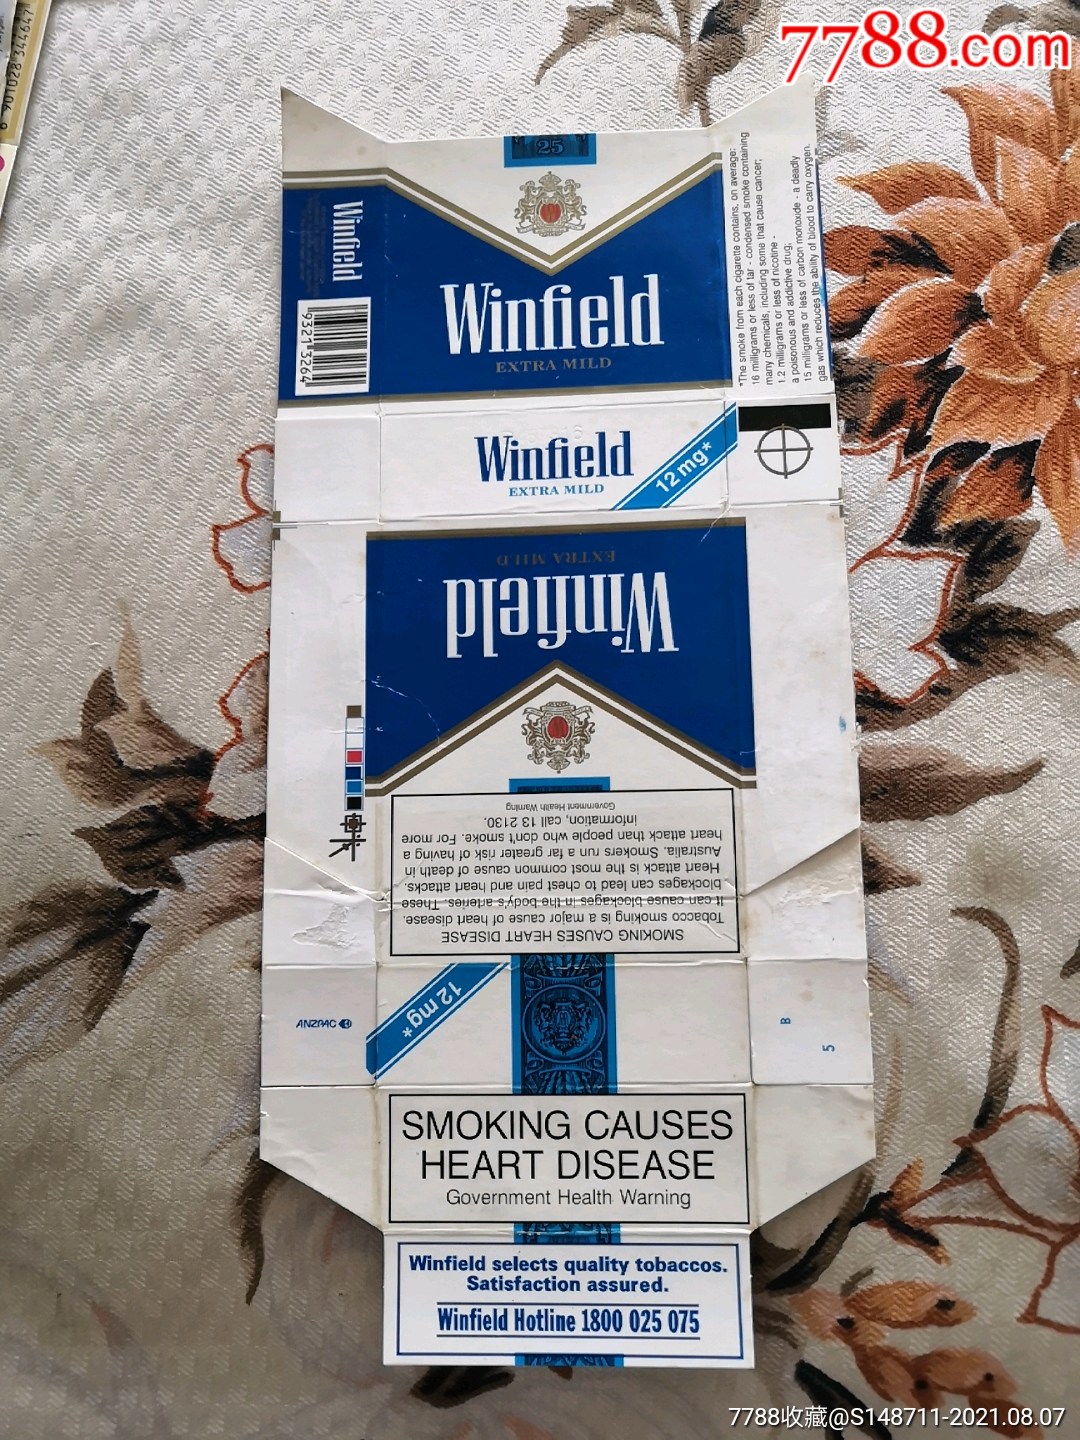 7788.com
6 901028 344647
25
Winfield
9321 3264
Winfield
EXTRA MILD
*The smoke from each cigarette contains, on average:
16 milligrams or less of tar - condensed smoke containing
many chemicals, including some that cause cancer;
1.2 milligrams or less of nicotine -
a poisonous and addictive drug;
15 milligrams or less of carbon monoxide - a deadly
gas which reduces the ability of blood to carry oxygen.
Winfield
EXTRA MILD
12 mg*
Winfield
EXTRA MILD
SMOKING CAUSES HEART DISEASE
Tobacco smoking is a major cause of heart disease.
It can cause blockages in the body's arteries. These
blockages can lead to chest pain and heart attacks.
Heart attack is the most common cause of death in
Australia. Smokers run a far greater risk of having a
heart attack than people who don't smoke. For more
information, call 13 2130.
Government Health Warning
12 mg*
ANZPAC
B
5
SMOKING CAUSES
HEART DISEASE
Government Health Warning
Winfield selects quality tobaccos.
Satisfaction assured.
Winfield Hotline 1800 025 075
7788收藏@S148711-2021.08.07